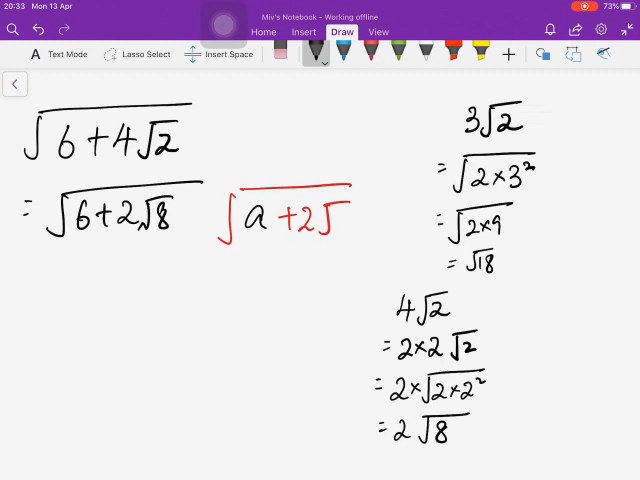 20:33 Mon 13 Apr
Miv's Notebook - Working offline
73%
Home Insert Draw View
A Text Mode Lasso Select Insert Space
√(6+4√2)
= √(6+2√8)
√(a+2√
3√2
= √(2×3²)
= √(2×9)
= √18
4√2
= 2×2√2
= 2×√(2×2²)
= 2√8